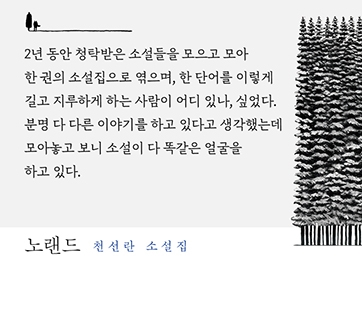 2년 동안 청탁받은 소설들을 모으고 모아
한 권의 소설집으로 엮으며, 한 단어를 이렇게
길고 지루하게 하는 사람이 어디 있나, 싶었다.
분명 다 다른 이야기를 하고 있다고 생각했는데
모아놓고 보니 소설이 다 똑같은 얼굴을
하고 있다.
노랜드 천선란 소설집